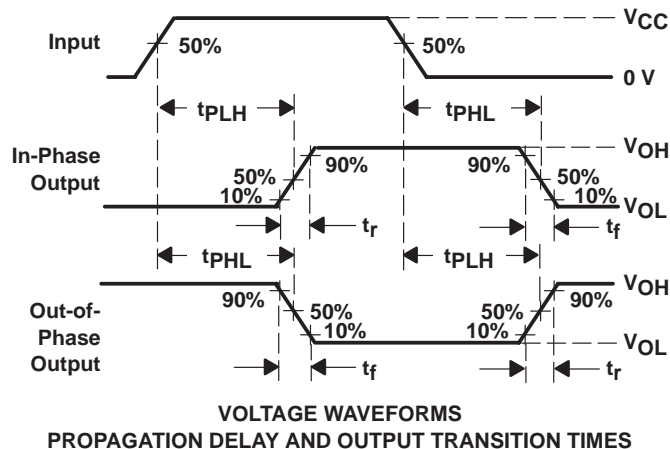 VCC
Input
50%
50%
0 V
tPLH
tPHL
In-Phase
Output
VOH
90%
90%
50%
50%
10%
10%
VOL
tr
tf
tPHL
tPLH
Out-of-
Phase
Output
VOH
90%
90%
50%
50%
10%
10%
VOL
tf
tr
VOLTAGE WAVEFORMS
PROPAGATION DELAY AND OUTPUT TRANSITION TIMES